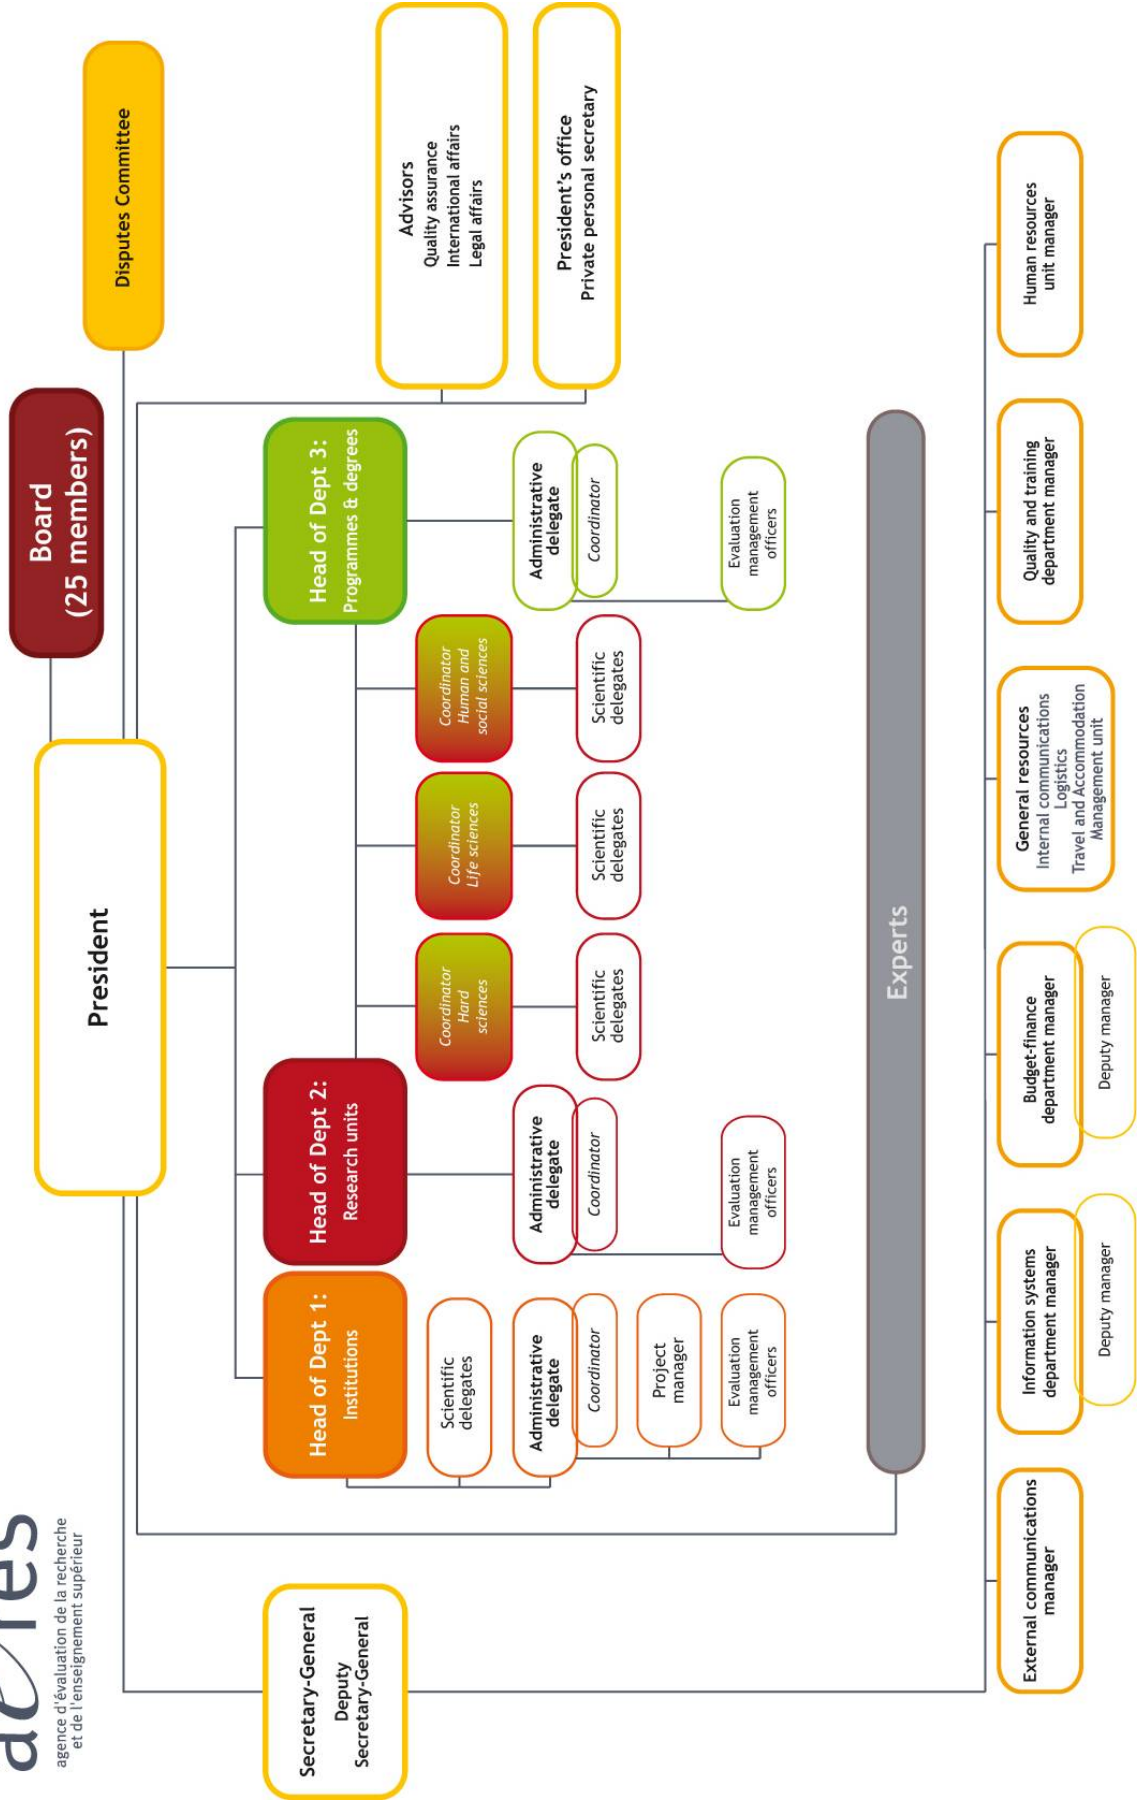 aeres
agence d'évaluation de la recherche
et de l'enseignement supérieur
Board
(25 members)
President
Disputes Committee
Secretary-General
Deputy
Secretary-General
Advisors
Quality assurance
International affairs
Legal affairs
President's office
Private personal secretary
Head of Dept 1:
Institutions
Head of Dept 2:
Research units
Head of Dept 3:
Programmes & degrees
Scientific
delegates
Administrative
delegate
Coordinator
Project
manager
Evaluation
management
officers
Administrative
delegate
Coordinator
Evaluation
management
officers
Coordinator
Hard
sciences
Scientific
delegates
Coordinator
Life sciences
Scientific
delegates
Coordinator
Human and
social sciences
Scientific
delegates
Administrative
delegate
Coordinator
Evaluation
management
officers
Experts
External communications
manager
Information systems
department manager
Deputy manager
Budget-finance
department manager
Deputy manager
General resources
Internal communications
Logistics
Travel and Accommodation
Management unit
Quality and training
department manager
Human resources
unit manager